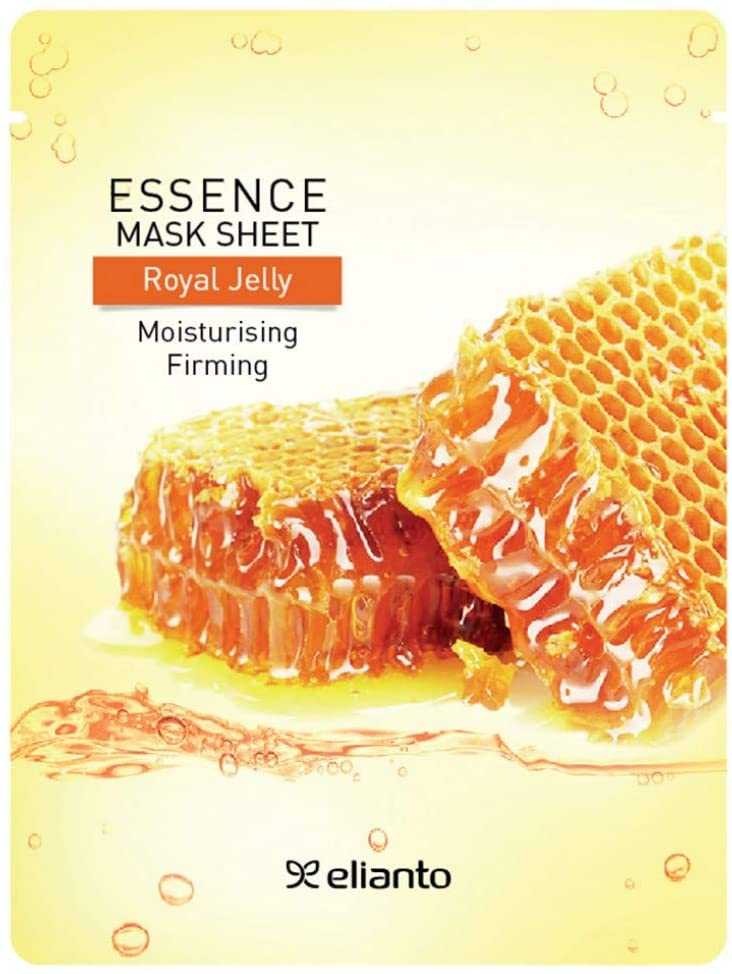 ESSENCE
MASK SHEET
Royal Jelly
Moisturising
Firming
elianto